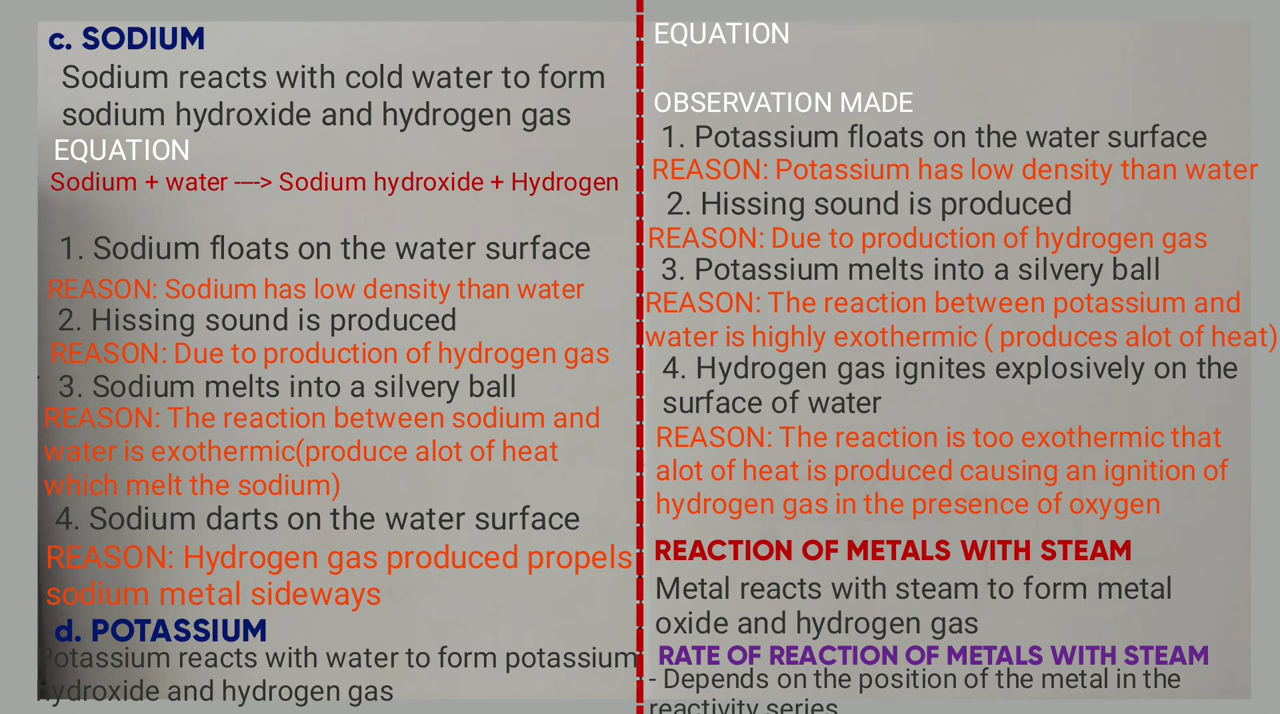 c. SODIUM
Sodium reacts with cold water to form
sodium hydroxide and hydrogen gas
EQUATION
Sodium + water ----> Sodium hydroxide + Hydrogen
1. Sodium floats on the water surface
REASON: Sodium has low density than water
2. Hissing sound is produced
REASON: Due to production of hydrogen gas
3. Sodium melts into a silvery ball
REASON: The reaction between sodium and
water is exothermic(produce alot of heat
which melt the sodium)
4. Sodium darts on the water surface
REASON: Hydrogen gas produced propels
sodium metal sideways
d. POTASSIUM
Potassium reacts with water to form potassium
hydroxide and hydrogen gas
EQUATION
OBSERVATION MADE
1. Potassium floats on the water surface
REASON: Potassium has low density than water
2. Hissing sound is produced
REASON: Due to production of hydrogen gas
3. Potassium melts into a silvery ball
REASON: The reaction between potassium and
water is highly exothermic ( produces alot of heat)
4. Hydrogen gas ignites explosively on the
surface of water
REASON: The reaction is too exothermic that
alot of heat is produced causing an ignition of
hydrogen gas in the presence of oxygen
REACTION OF METALS WITH STEAM
Metal reacts with steam to form metal
oxide and hydrogen gas
RATE OF REACTION OF METALS WITH STEAM
- Depends on the position of the metal in the
reactivity series